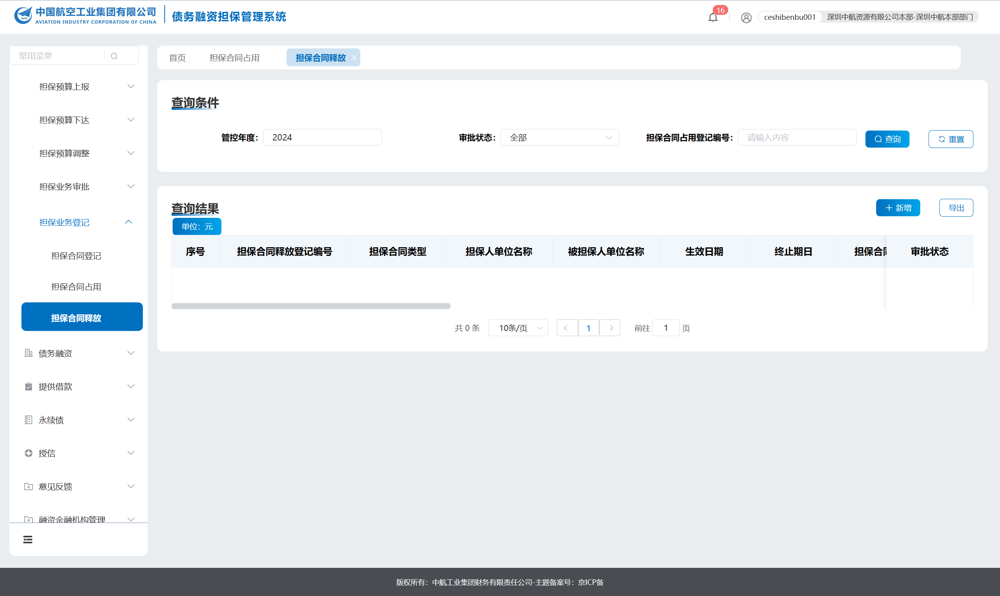 中国航空工业集团有限公司
AVIC
AVIATION INDUSTRY CORPORATION OF CHINA
债务融资担保管理系统
16
ceshibenbu001
深圳中航资源有限公司本部-深圳中航本部部门
常用菜单
担保预算上报
担保预算下达
担保预算调整
担保业务审批
担保业务登记
担保合同登记
担保合同占用
担保合同释放
债务融资
提供借款
永续债
授信
意见反馈
融资金融机构管理
首页 担保合同占用 担保合同释放
查询条件
管控年度: 2024 审批状态: 全部 担保合同占用登记编号: 请输入内容 查询 重置
查询结果
新增 导出
单位: 元
序号 担保合同释放登记编号 担保合同类型 担保人单位名称 被担保人单位名称 生效日期 终止期日 担保合同 审批状态
共 0 条 10条/页 1 前往 1 页
版权所有：中航工业集团财务有限责任公司-主题备案号：京ICP备